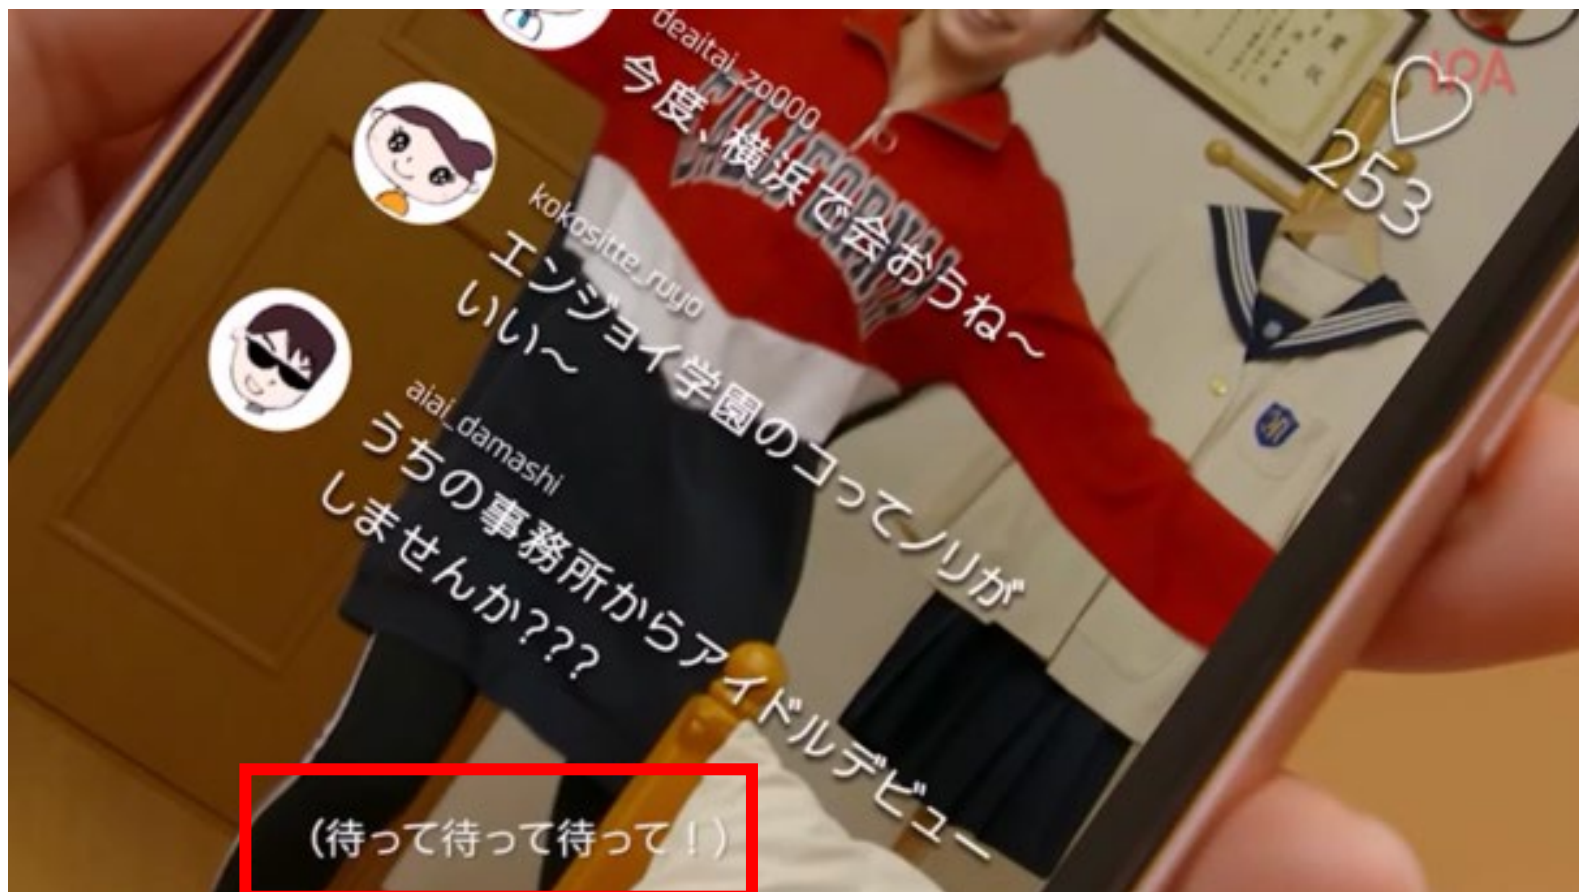 IPA
253
deaitai_zo000
今度、横浜で会おうね〜
kokositte_ruyo
エンジョイ学園のコってノリが
いい〜
aiai_damashi
うちの事務所からアイドルデビュー
しませんか???
(待って待って待って!)